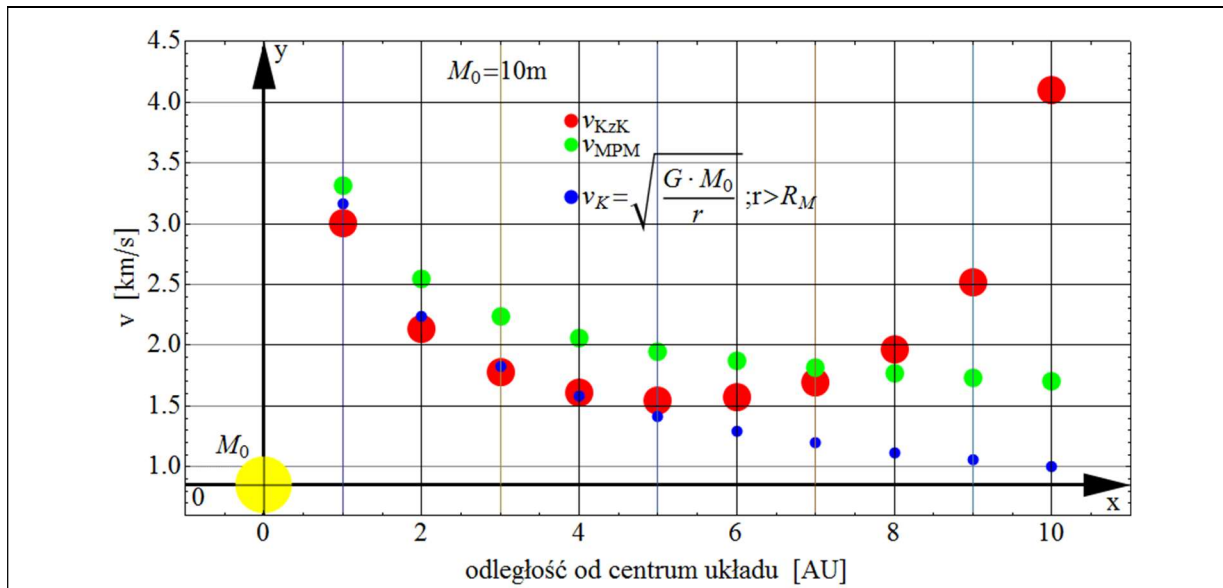 4.5
4.0
3.5
3.0
2.5
2.0
1.5
1.0
v [km/s]
y
M₀=10m
v_KzK
v_MPM
v_K=√(G · M₀ / r) ;r>R_M
M₀
0
x
0 2 4 6 8 10
odległość od centrum układu [AU]